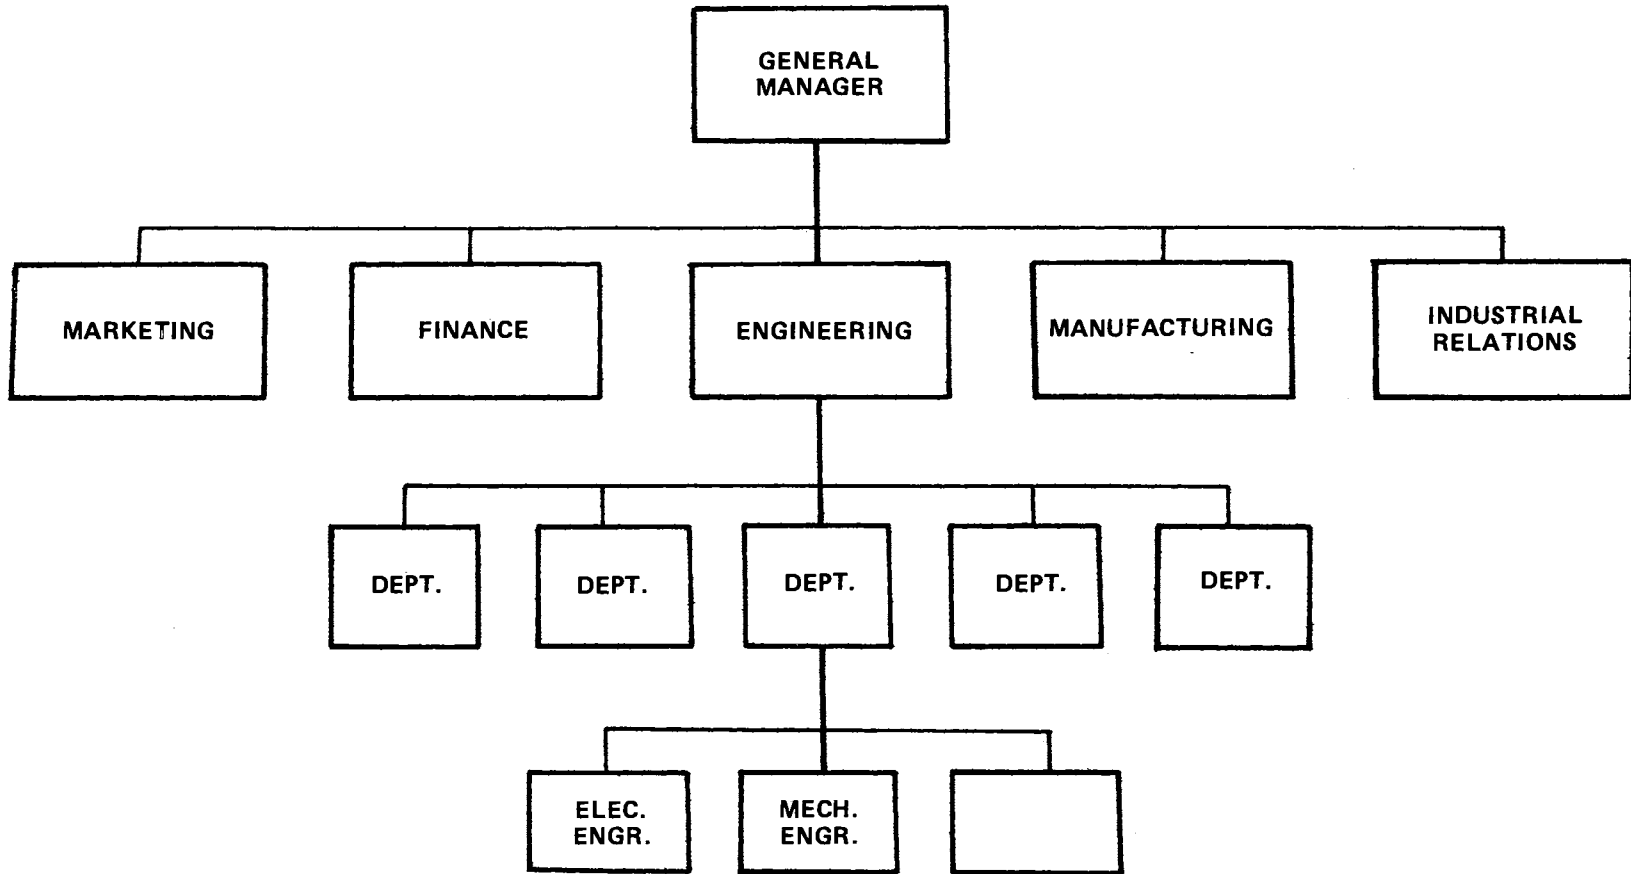 GENERAL
MANAGER
MARKETING
FINANCE
ENGINEERING
MANUFACTURING
INDUSTRIAL
RELATIONS
DEPT.
DEPT.
DEPT.
DEPT.
DEPT.
ELEC.
ENGR.
MECH.
ENGR.